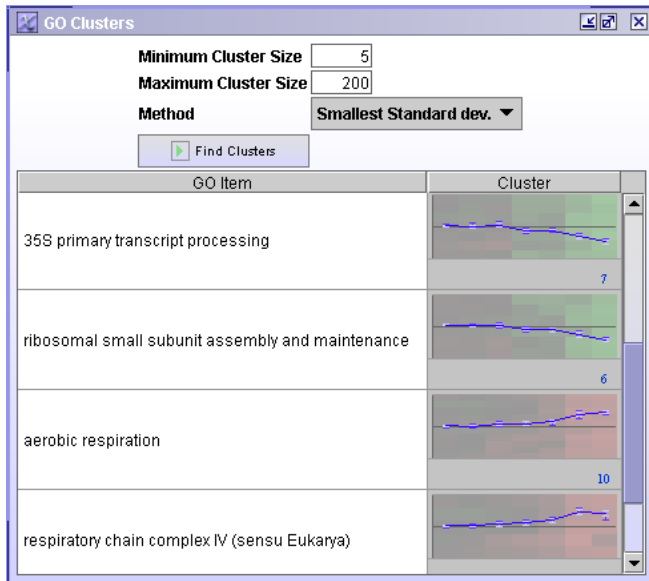 GO Clusters
Minimum Cluster Size 5
Maximum Cluster Size 200
Method Smallest Standard dev.
Find Clusters
GO Item Cluster
35S primary transcript processing
7
ribosomal small subunit assembly and maintenance
6
aerobic respiration
10
respiratory chain complex IV (sensu Eukarya)